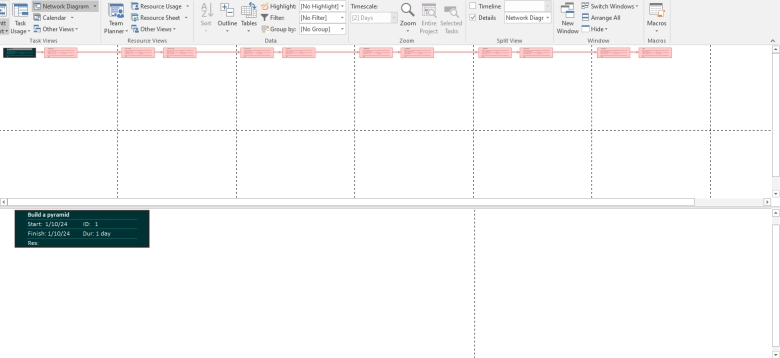 Network Diagram
Resource Usage
Highlight: [No Highlight]
Timescale:
Timeline
Switch Windows
Calendar
Resource Sheet
Filter: [No Filter]
[2] Days
Details Network Diagr
Arrange All
Task
Usage
Other Views
Team
Planner
Other Views
Sort
Outline
Tables
Group by: [No Group]
Zoom
Entire
Project
Selected
Tasks
New
Window
Hide
Macros
Task Views
Resource Views
Data
Zoom
Split View
Window
Macros
Build a pyramid
Start: 1/10/24 ID: 1
Finish: 1/10/24 Dur: 1 day
Res: